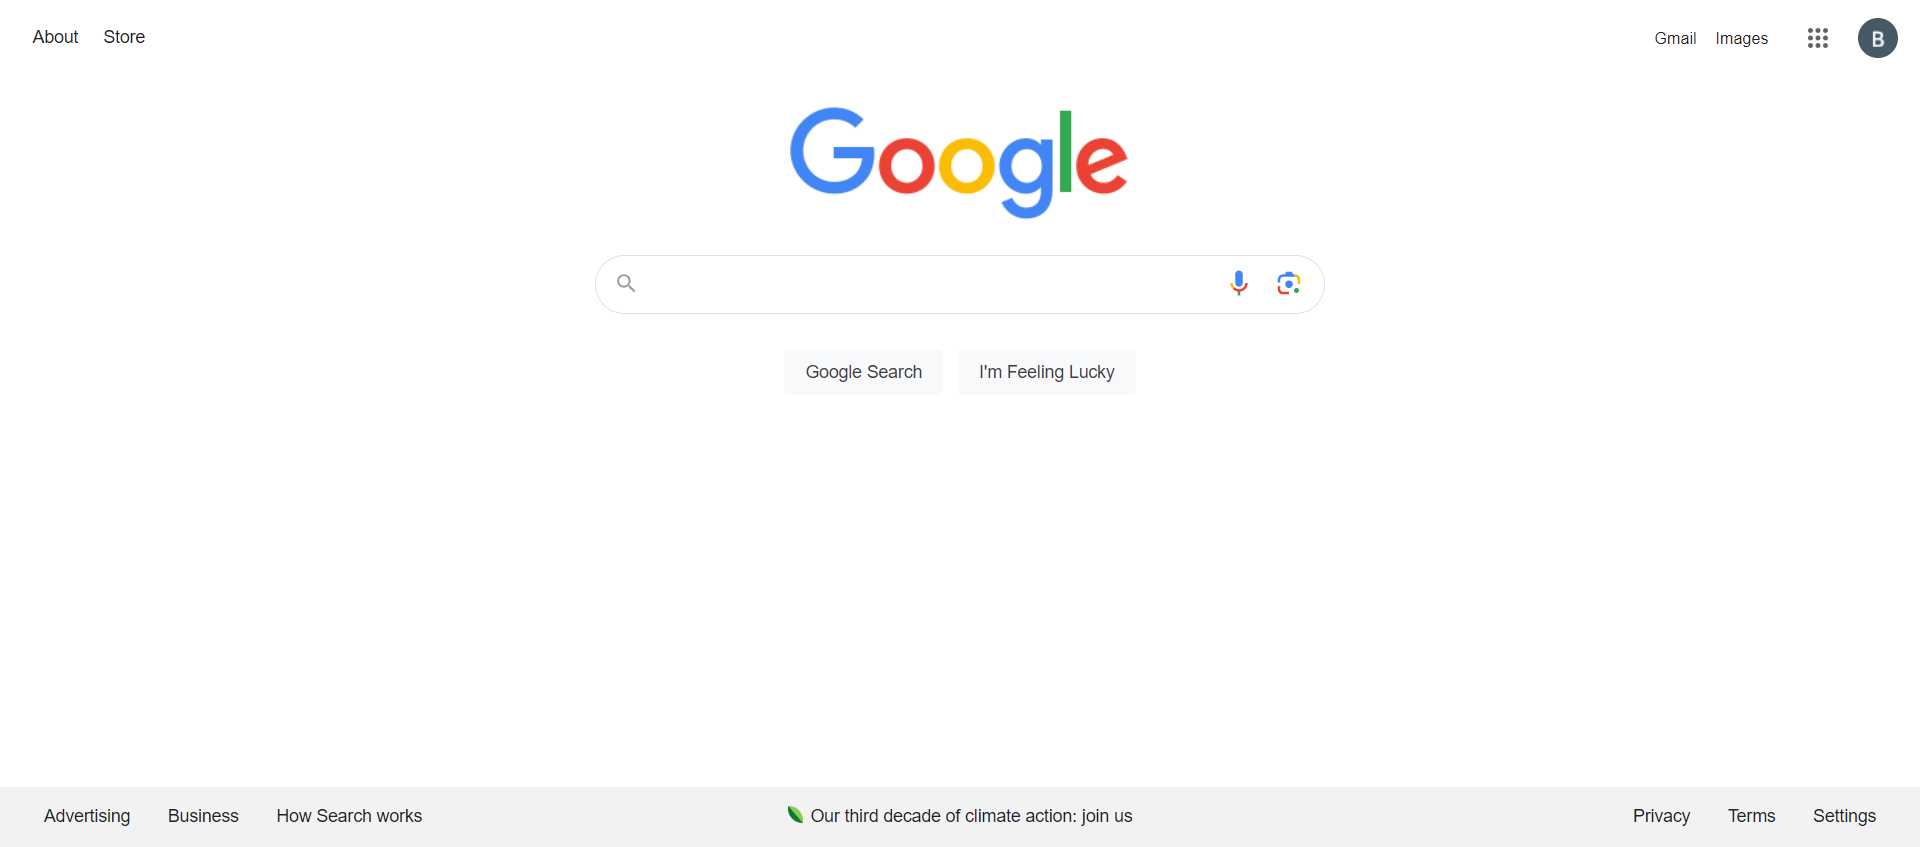 About Store
Gmail Images
B
Google
Google Search
I'm Feeling Lucky
Advertising Business How Search works
Our third decade of climate action: join us
Privacy Terms Settings